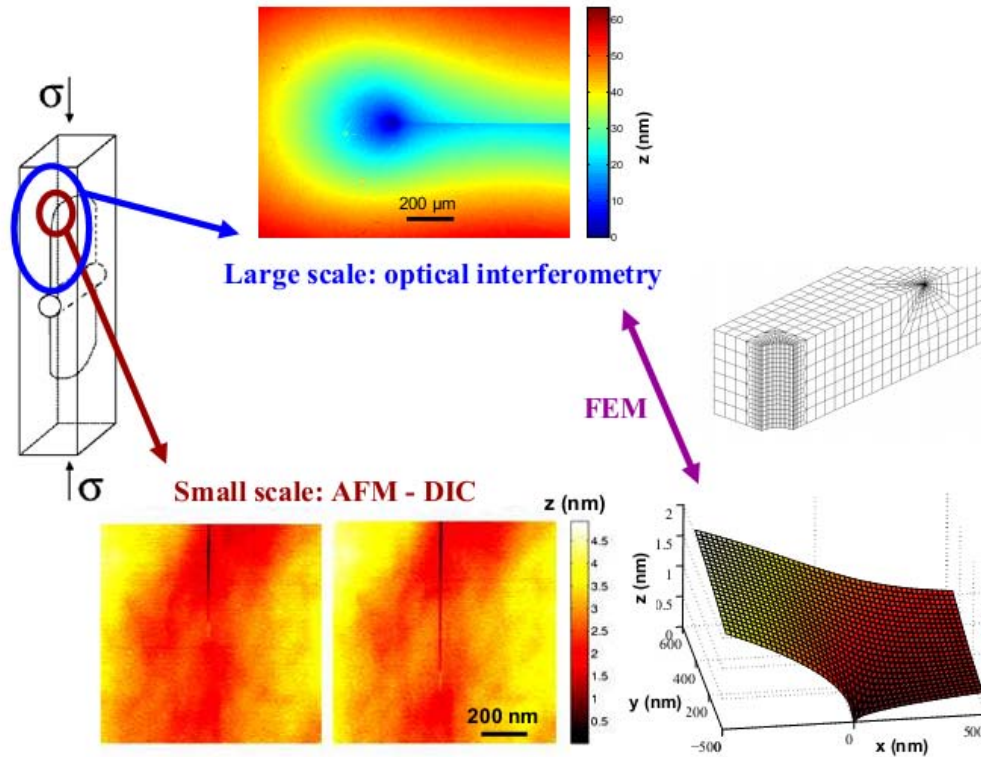 60
50
40
30
20
10
0
z (nm)
200 µm
σ
Large scale: optical interferometry
FEM
σ
Small scale: AFM - DIC
z (nm)
4.5
4
3.5
3
2.5
2
1.5
1
0.5
200 nm
2
1.5
1
0.5
0
z (nm)
600
400
200
y (nm)
-500
0
500
x (nm)